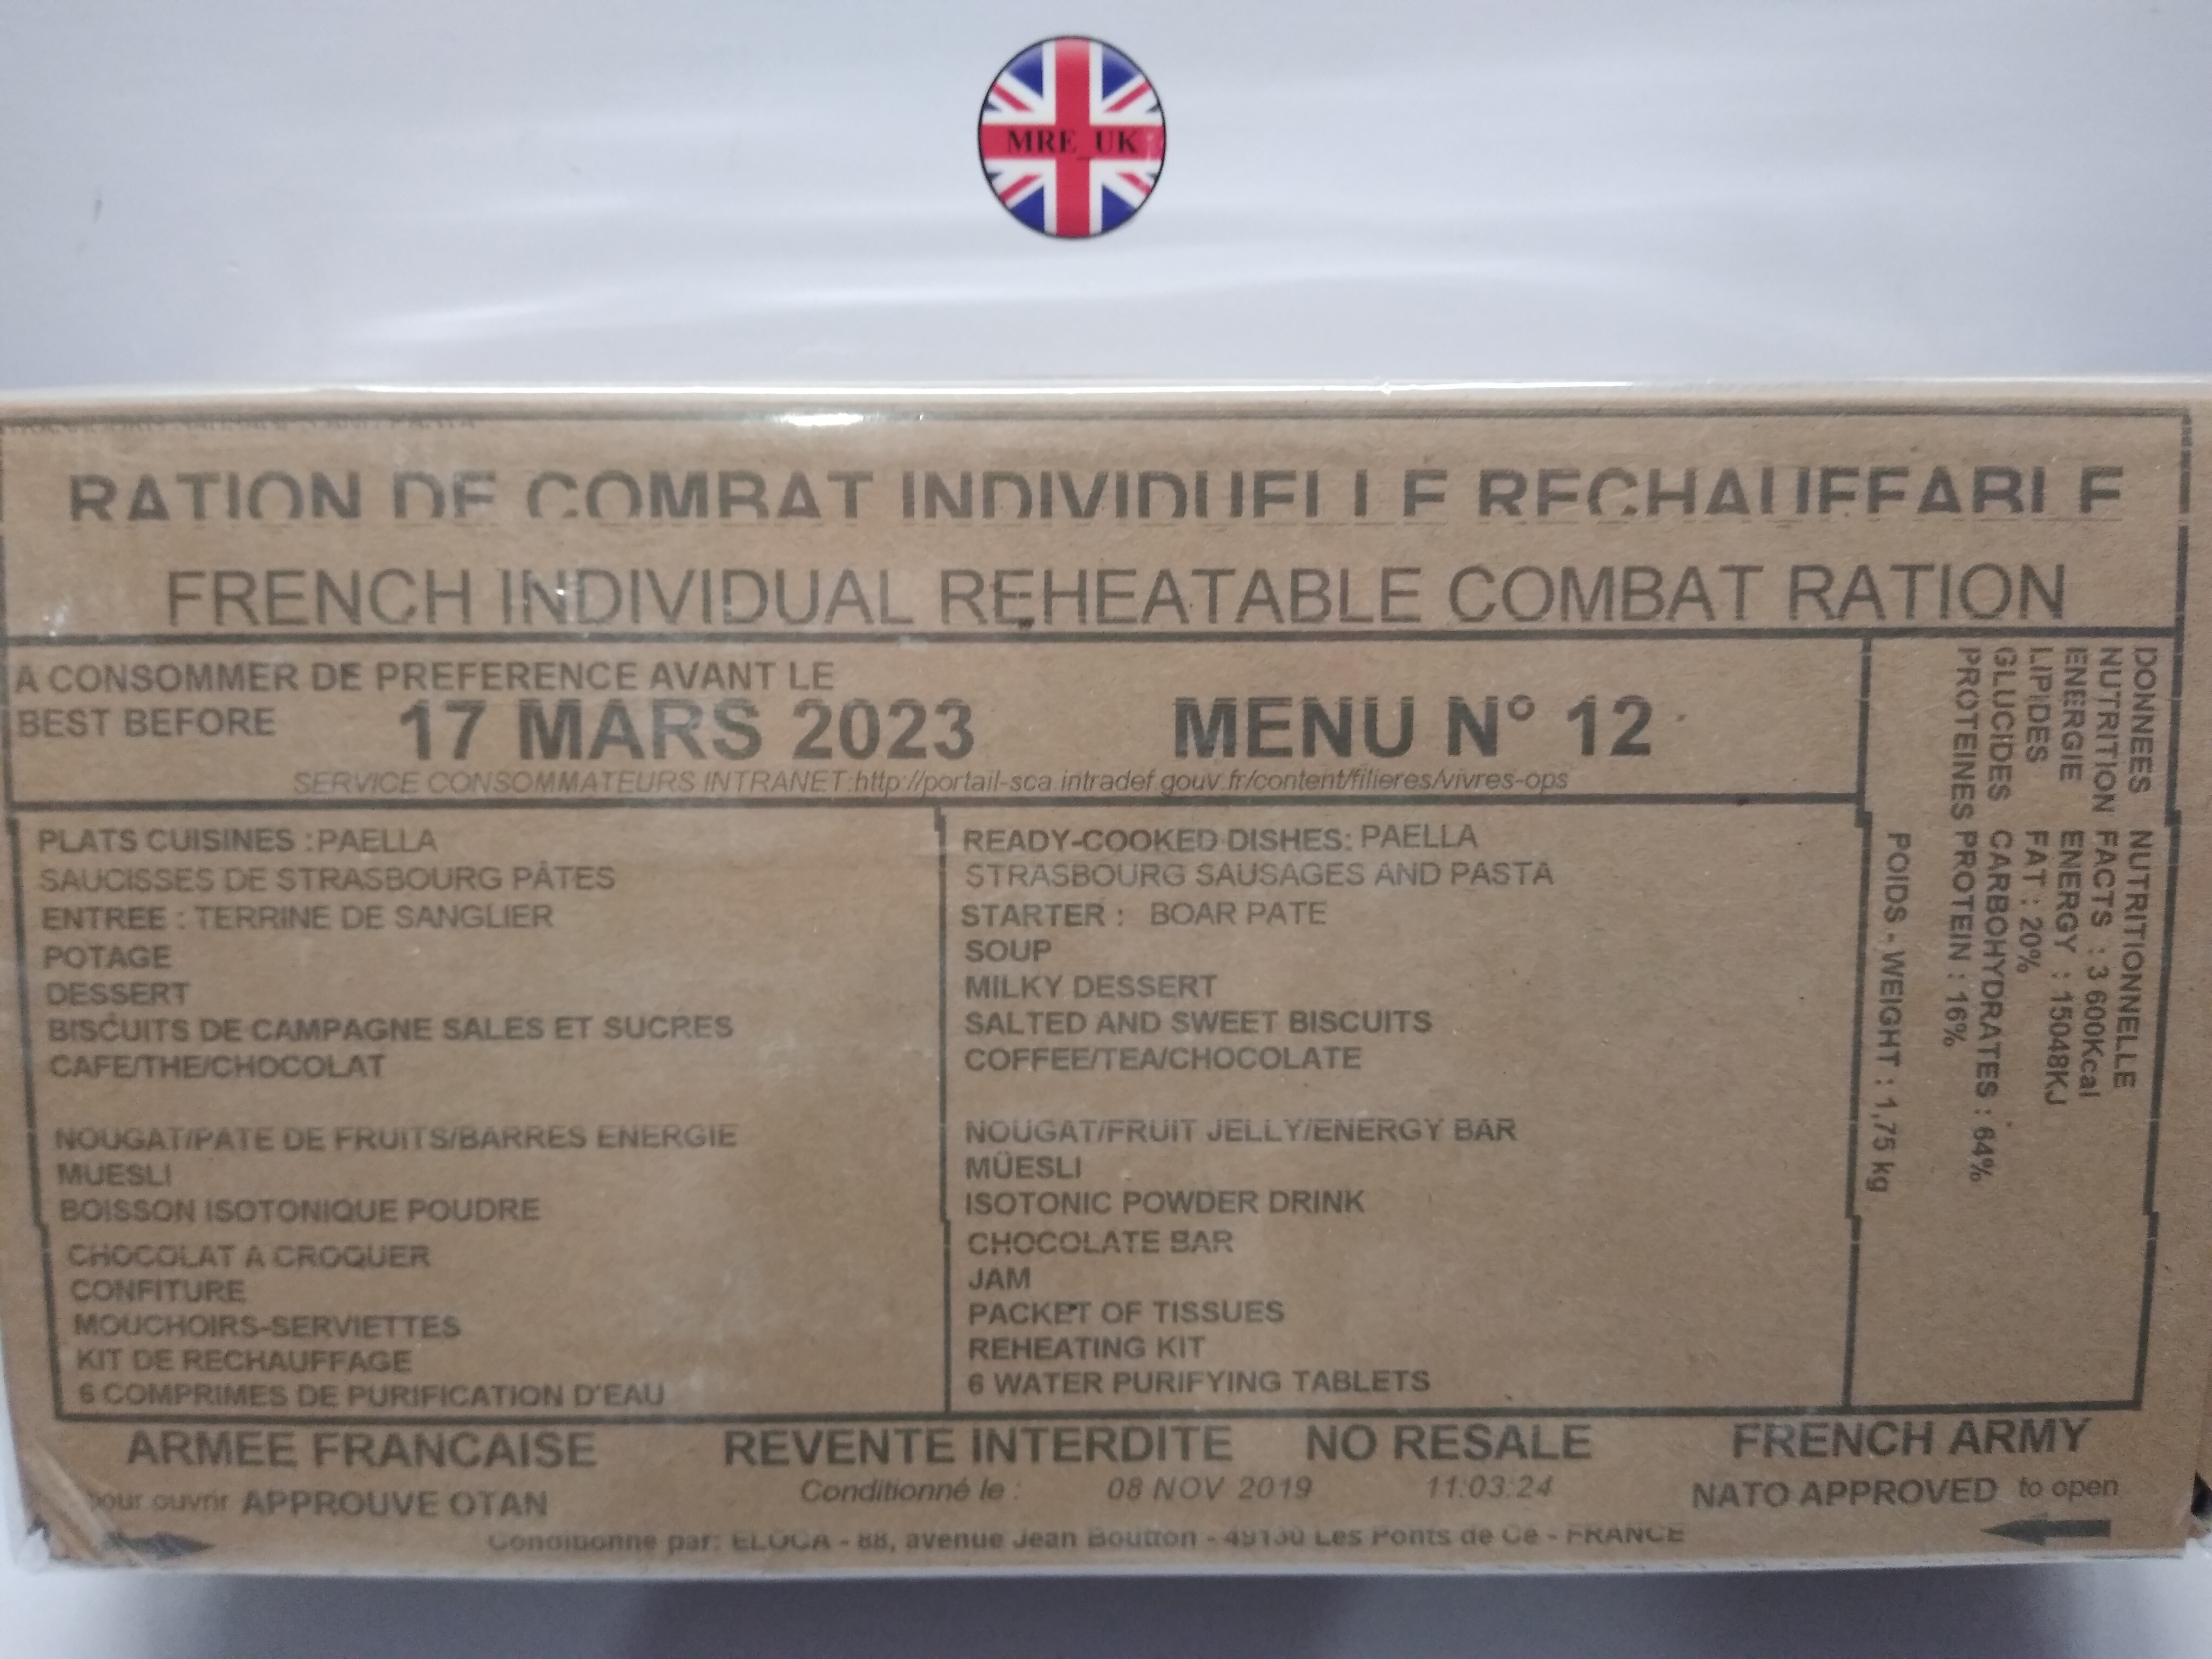 MRE_UK
RATION DE COMBAT INDIVIDUELLE RECHAUFFABLE
FRENCH INDIVIDUAL REHEATABLE COMBAT RATION
A CONSOMMER DE PREFERENCE AVANT LE
BEST BEFORE 17 MARS 2023 MENU N° 12
SERVICE CONSOMMATEURS INTRANET:http://portail-sca.intradef.gouv.fr/content/filieres/vivres-ops
PLATS CUISINES : PAELLA
SAUCISSES DE STRASBOURG PÂTES
ENTREE : TERRINE DE SANGLIER
POTAGE
DESSERT
BISCUITS DE CAMPAGNE SALES ET SUCRES
CAFE/THE/CHOCOLAT
NOUGAT/PATE DE FRUITS/BARRES ENERGIE
MUESLI
BOISSON ISOTONIQUE POUDRE
CHOCOLAT A CROQUER
CONFITURE
MOUCHOIRS-SERVIETTES
KIT DE RECHAUFFAGE
6 COMPRIMES DE PURIFICATION D'EAU
READY-COOKED DISHES: PAELLA
STRASBOURG SAUSAGES AND PASTA
STARTER : BOAR PATE
SOUP
MILKY DESSERT
SALTED AND SWEET BISCUITS
COFFEE/TEA/CHOCOLATE
NOUGAT/FRUIT JELLY/ENERGY BAR
MÜESLI
ISOTONIC POWDER DRINK
CHOCOLATE BAR
JAM
PACKET OF TISSUES
REHEATING KIT
6 WATER PURIFYING TABLETS
DONNEES NUTRITIONNELLE
NUTRITION FACTS : 3 600Kcal
ENERGIE ENERGY : 15048KJ
LIPIDES FAT : 20%
GLUCIDES CARBOHYDRATES : 64%
PROTEINES PROTEIN : 16%
POIDS - WEIGHT : 1,75 kg
ARMEE FRANCAISE REVENTE INTERDITE NO RESALE FRENCH ARMY
Conditionné le : 08 NOV 2019 11:03:24
pour ouvrir APPROUVE OTAN NATO APPROVED to open
Conditionne par: ELOCA - 88, avenue Jean Boutton - 49130 Les Ponts de Ce - FRANCE